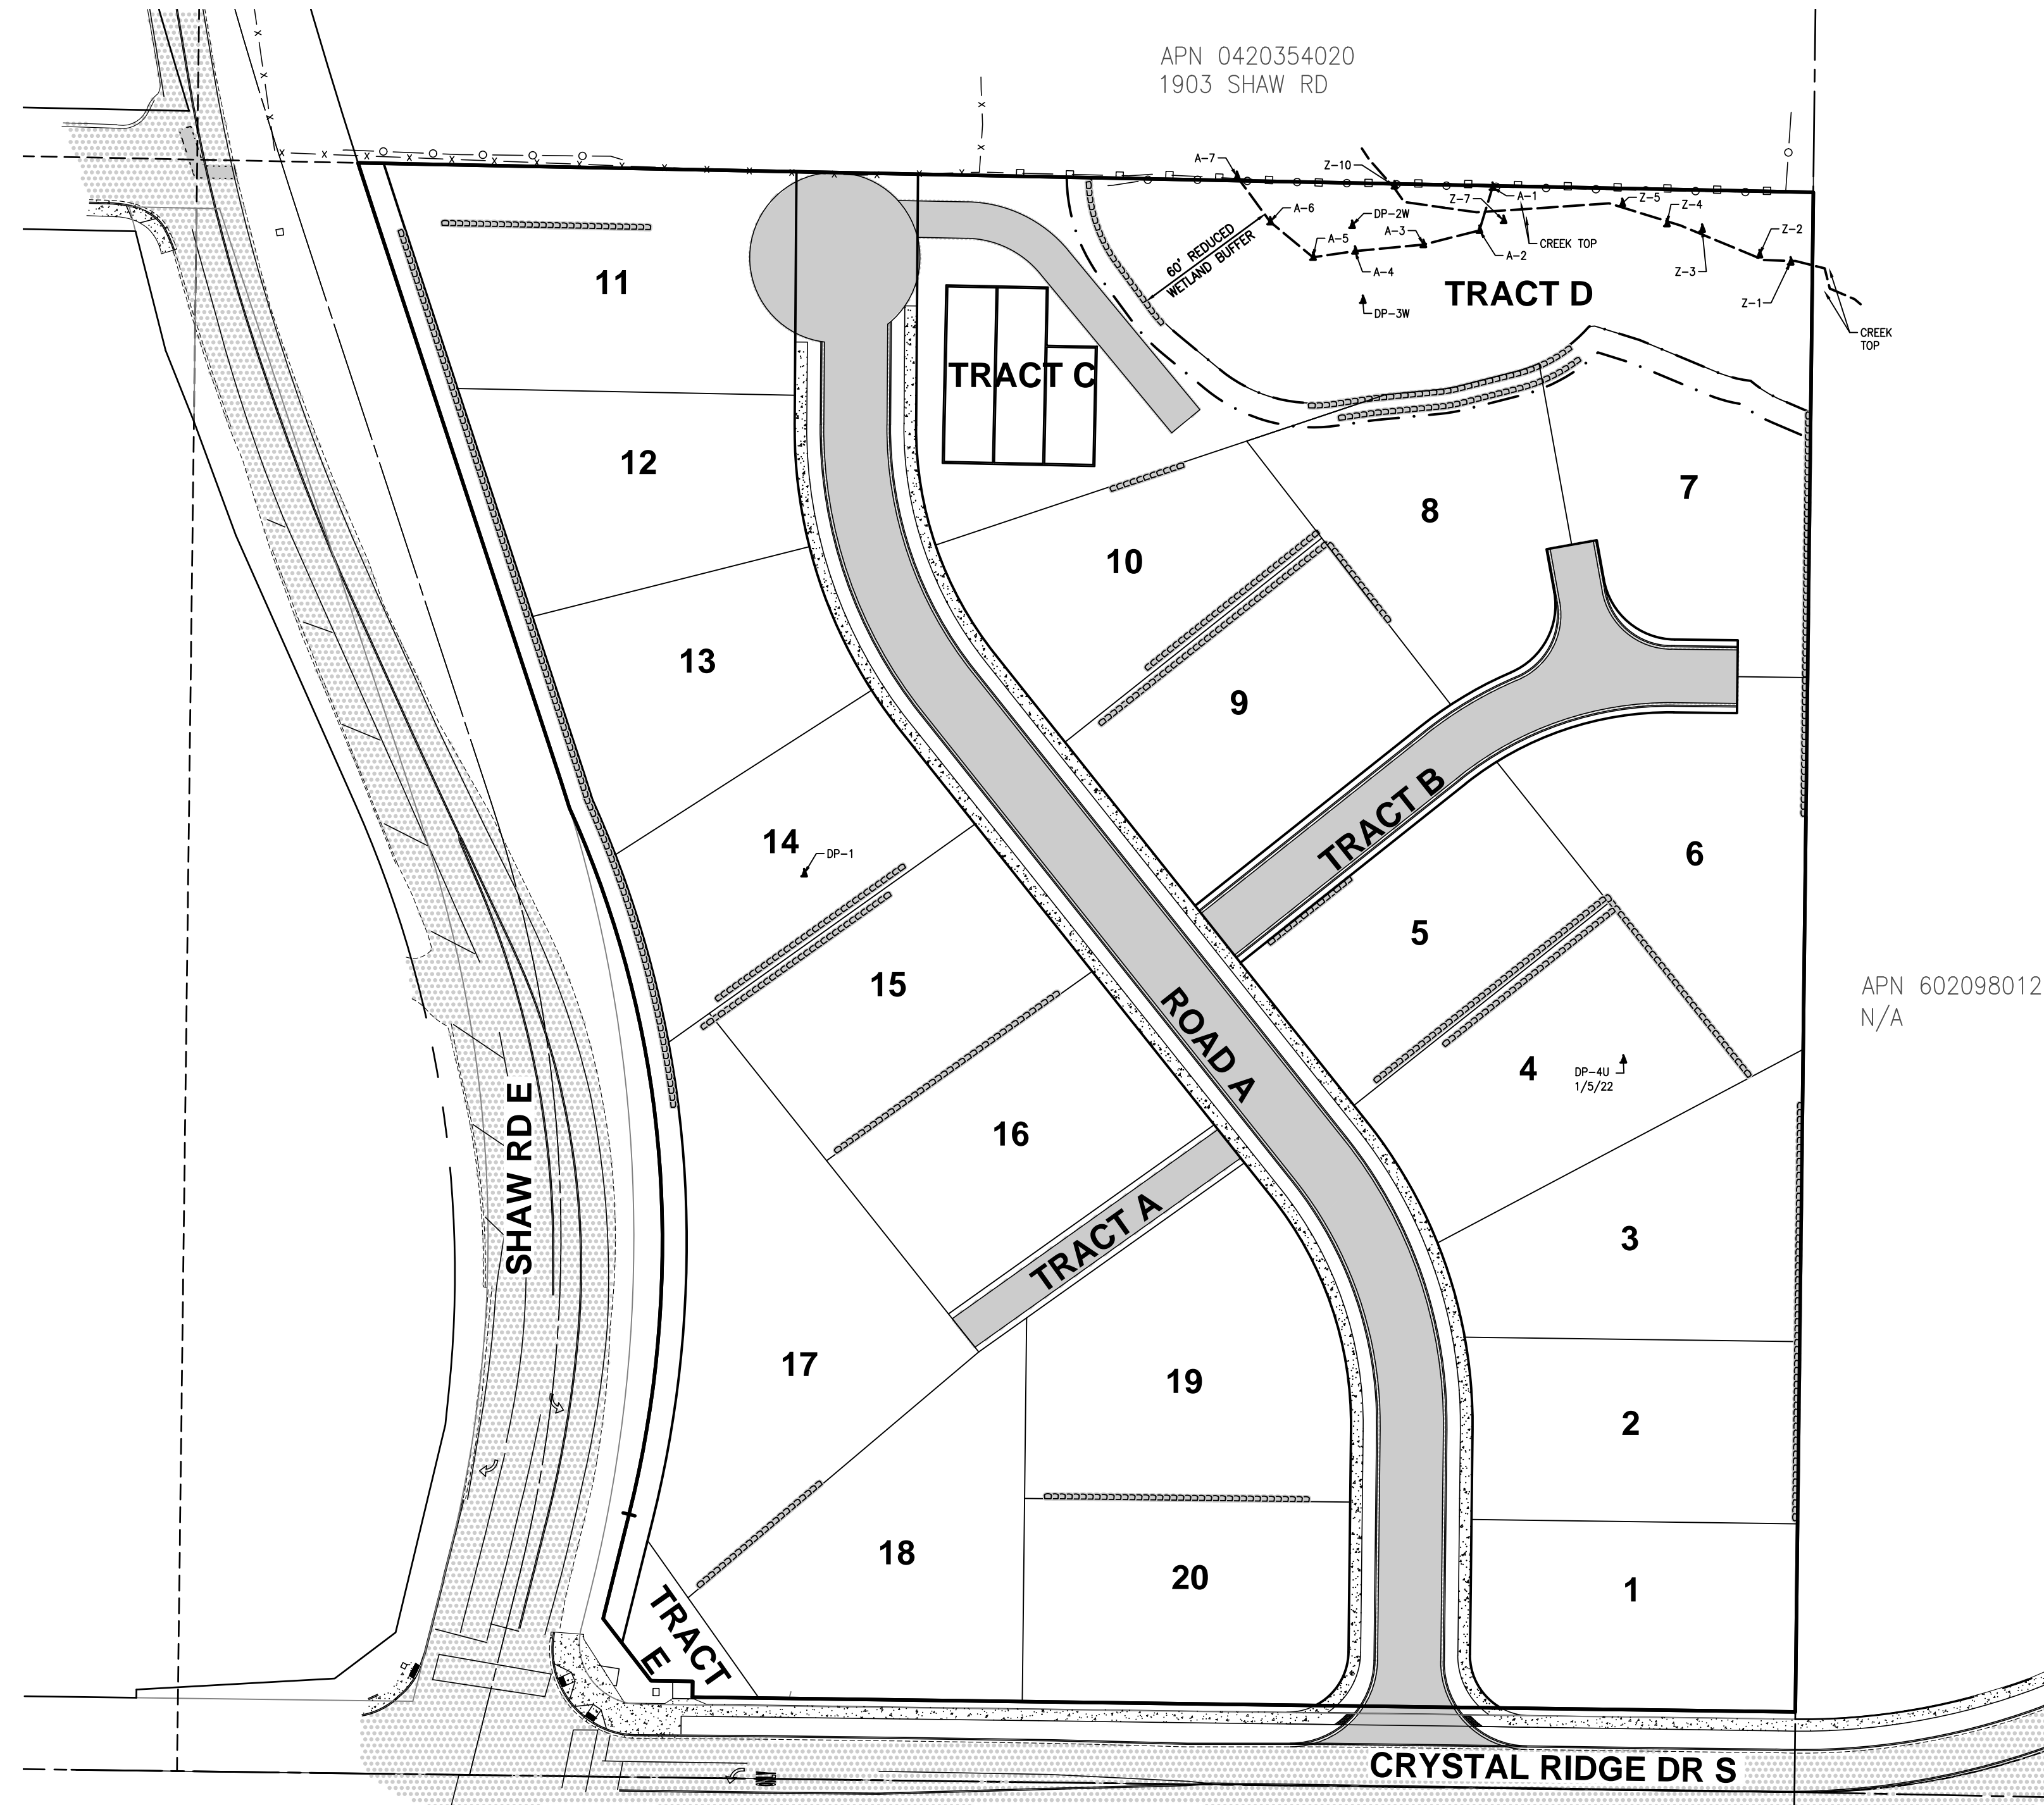 APN 0420354020
1903 SHAW RD
A-7
Z-10
A-1
Z-5
Z-4
Z-7
A-6
DP-2W
A-5
A-3
A-4
A-2
CREEK TOP
Z-2
Z-3
Z-1
60' REDUCED
WETLAND BUFFER
DP-3W
TRACT D
CREEK
TOP
11
TRACT C
12
7
8
10
13
9
TRACT B
14
DP-1
6
5
15
ROAD A
APN 602098012
N/A
4
DP-4U
1/5/22
16
SHAW RD E
TRACT A
3
17
19
2
18
20
1
TRACT
E
CRYSTAL RIDGE DR S